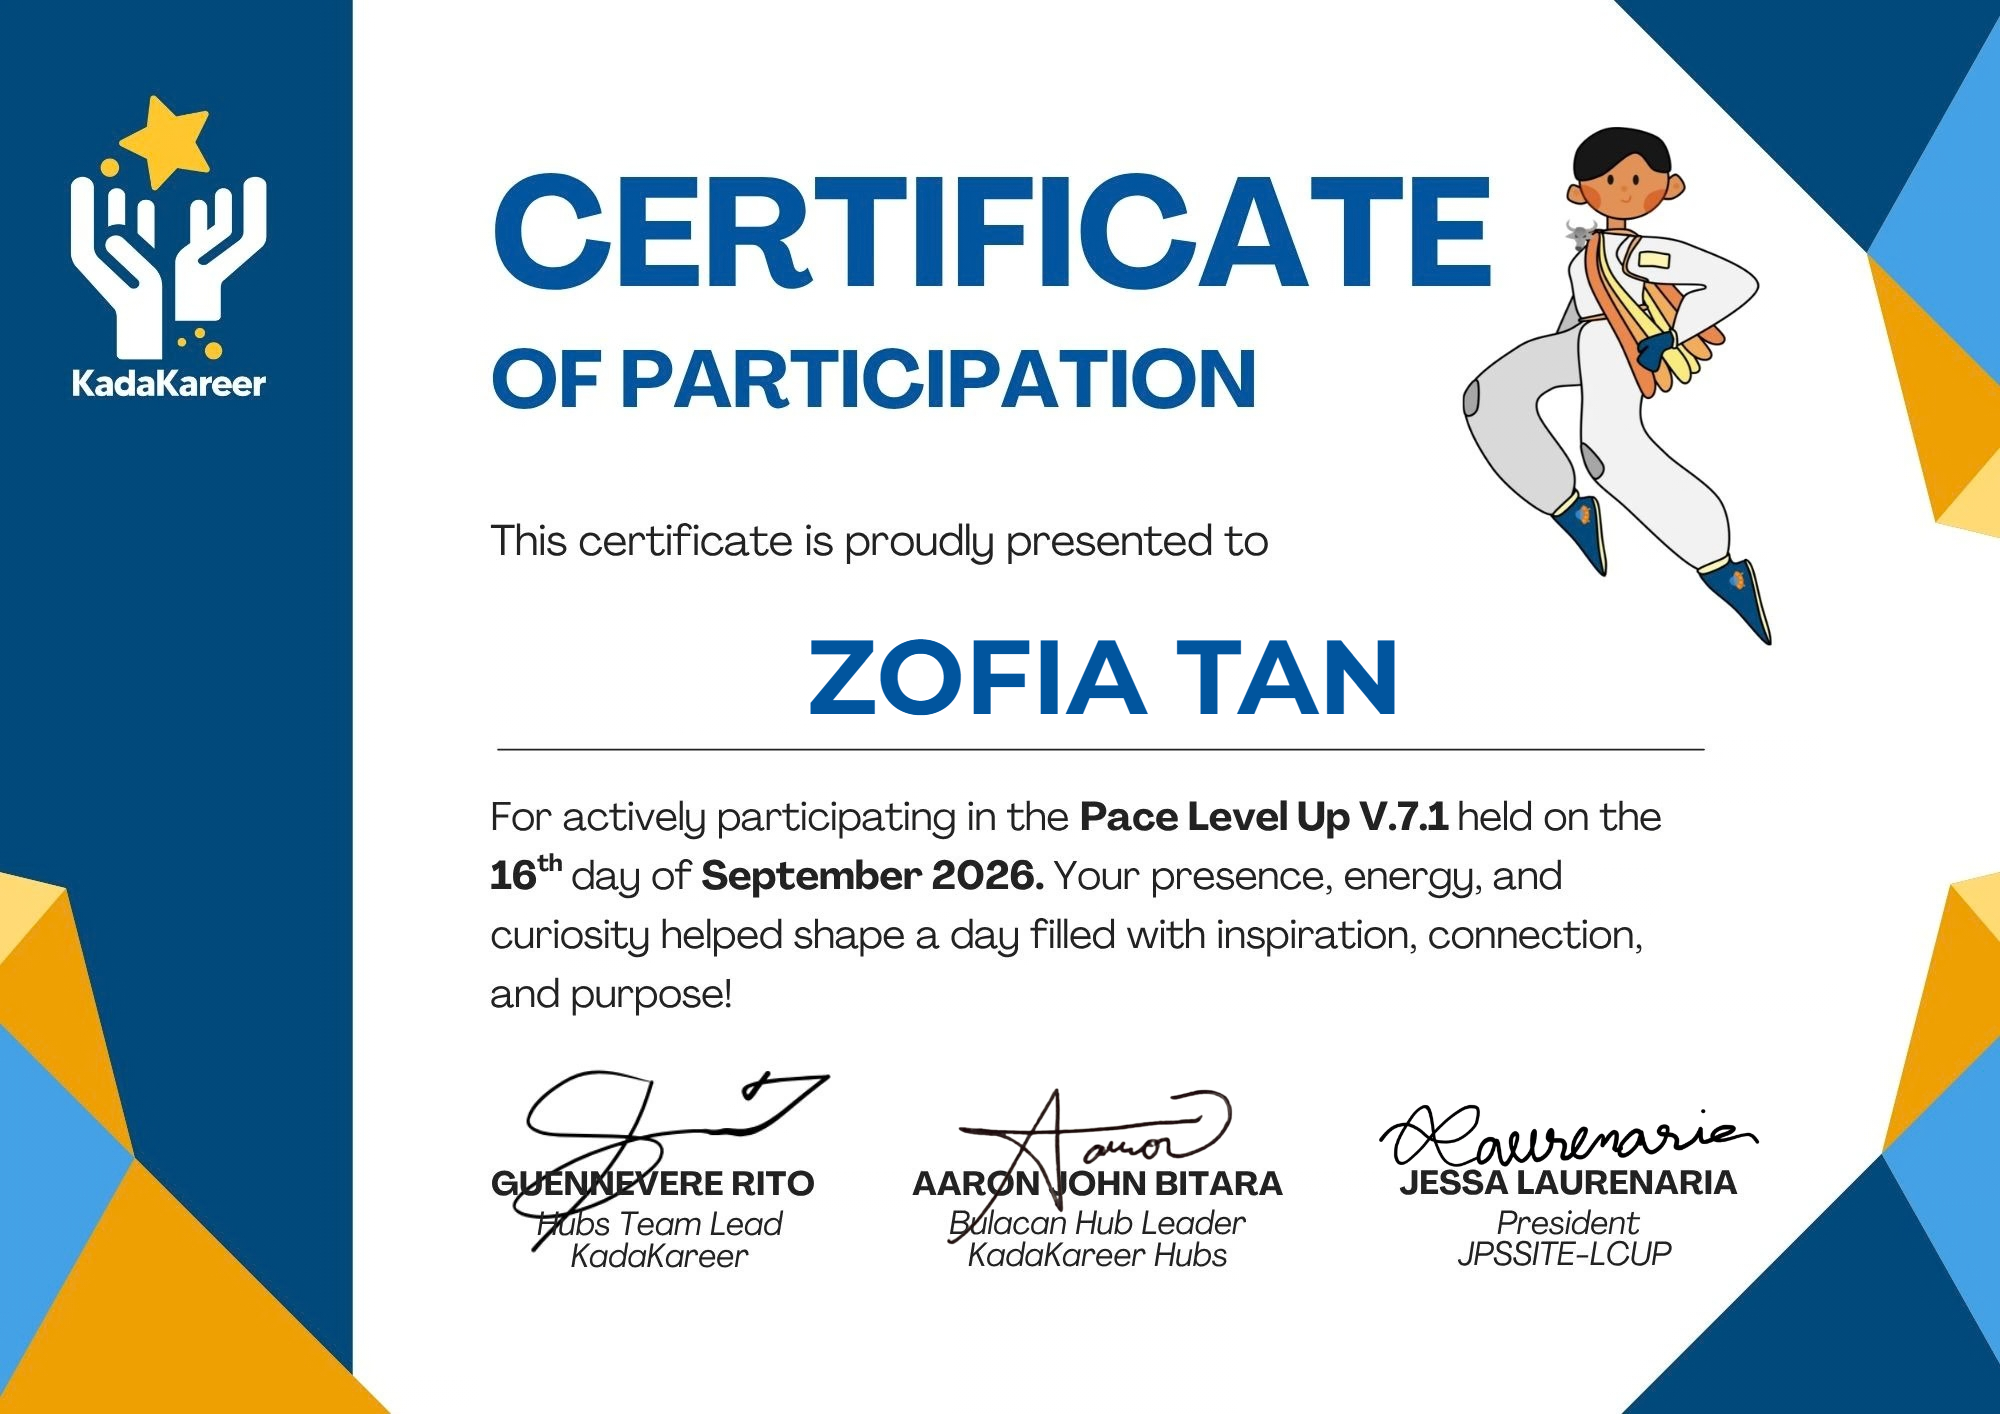 KadaKareer
CERTIFICATE
OF PARTICIPATION
This certificate is proudly presented to
ZOFIA TAN
For actively participating in the Pace Level Up V.7.1 held on the
16th day of September 2026. Your presence, energy, and
curiosity helped shape a day filled with inspiration, connection,
and purpose!
Aaron
Laurenaria
GUENNEVERE RITO
Hubs Team Lead
KadaKareer
AARON JOHN BITARA
Bulacan Hub Leader
KadaKareer Hubs
JESSA LAURENARIA
President
JPSSITE-LCUP